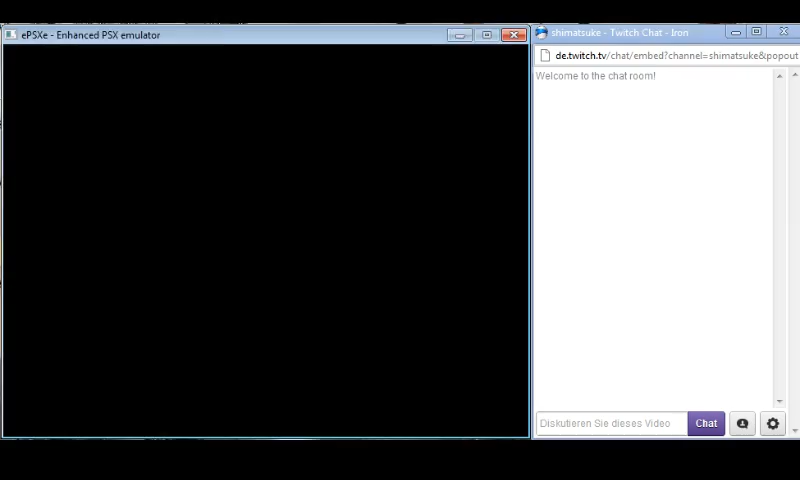 ePSXe - Enhanced PSX emulator
shimatsuke - Twitch Chat - Iron
de.twitch.tv/chat/embed?channel=shimatsuke&popout
Welcome to the chat room!
Diskutieren Sie dieses Video
Chat